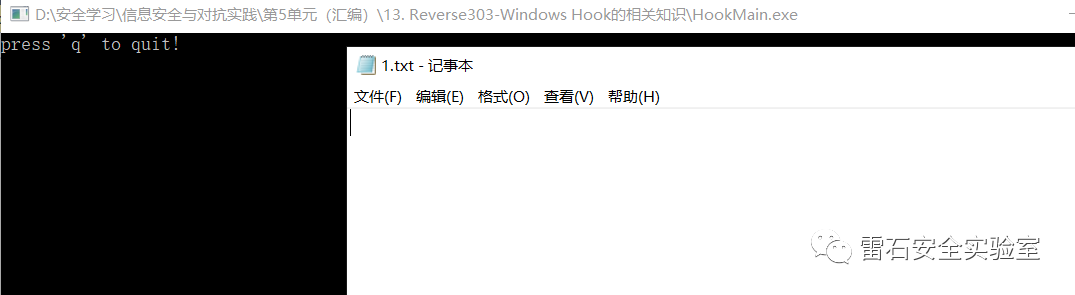 D:\安全学习\信息安全与对抗实践\第5单元（汇编）\13. Reverse303-Windows Hook的相关知识\HookMain.exe
press 'q' to quit!
1.txt - 记事本
文件(F) 编辑(E) 格式(O) 查看(V) 帮助(H)
雷石安全实验室